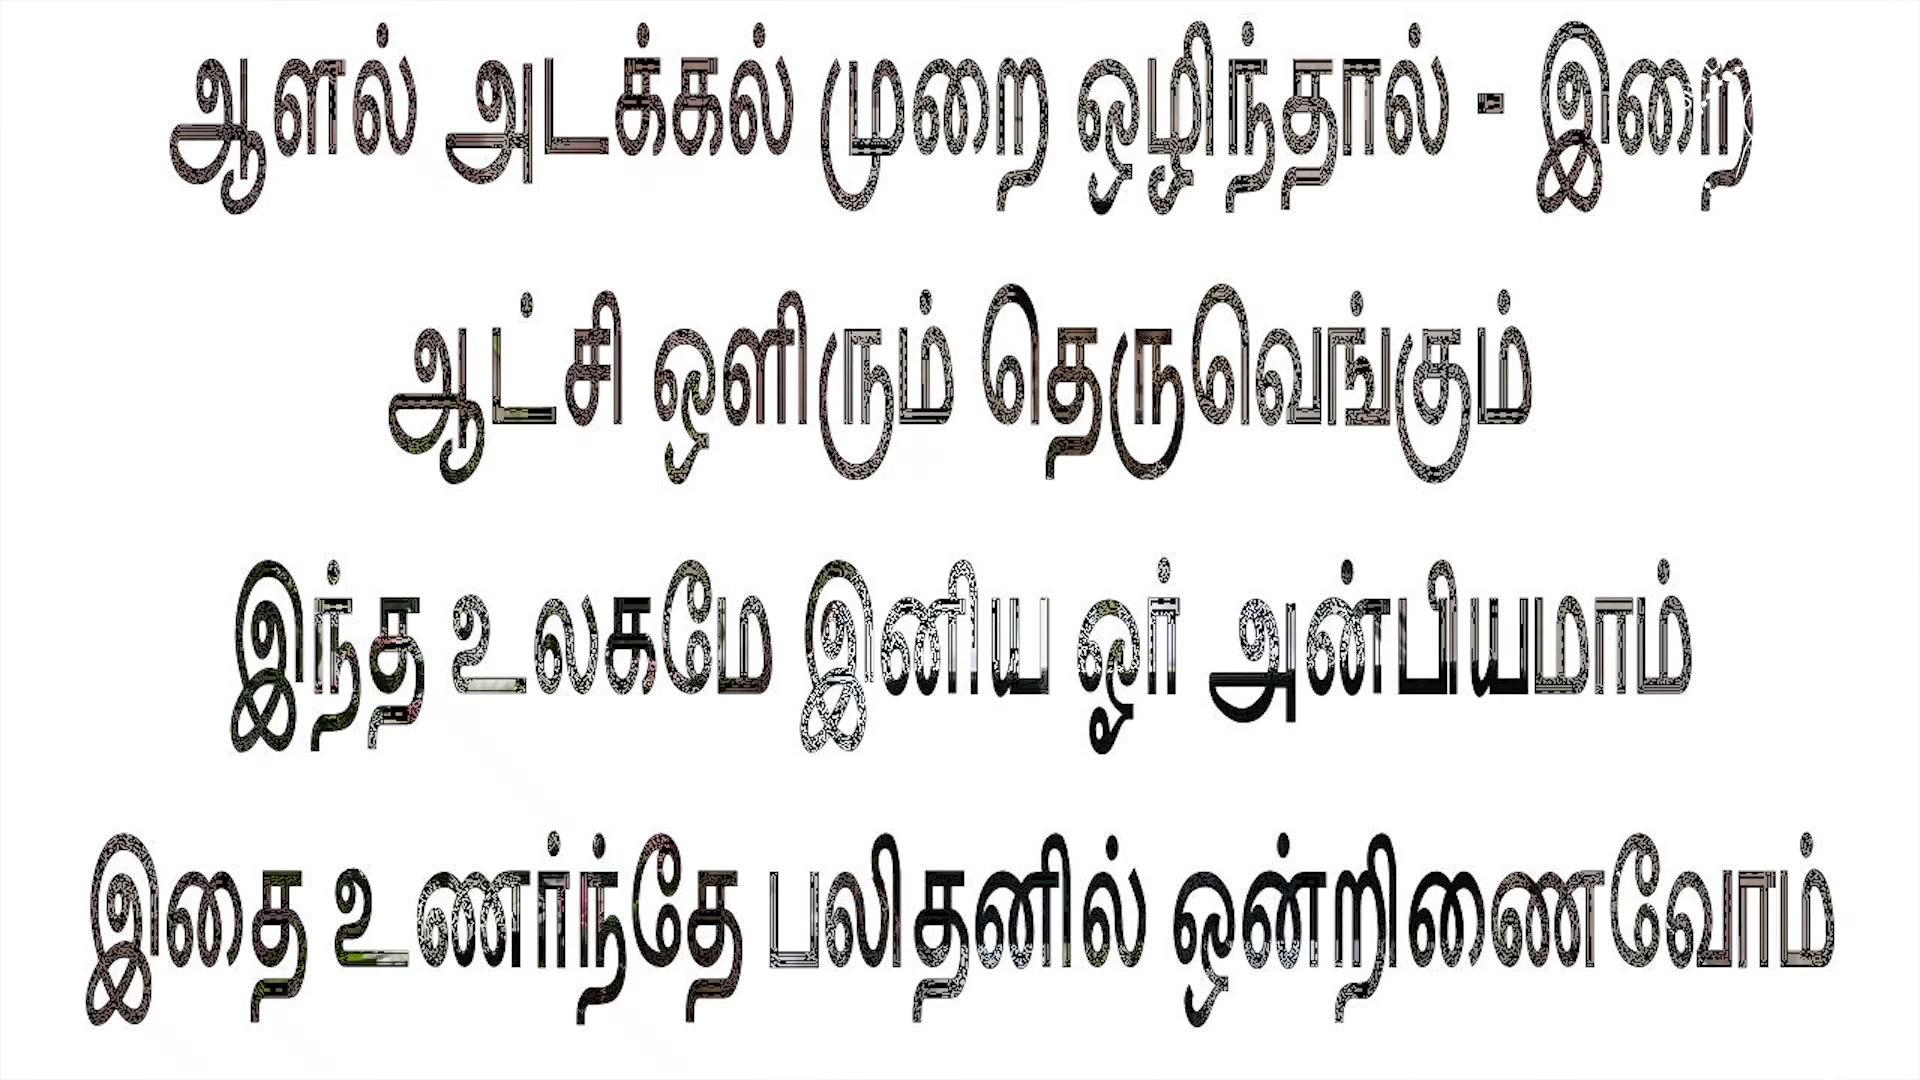 ஆளல் அடக்கல் முறை ஒழிந்தால் - இறை
ஆட்சி ஒளிரும் தெருவெங்கும்
இந்த உலகமே இனிய ஓர் அன்பியமாம்
இதை உணர்ந்தே பலிதனில் ஒன்றிணைவோம்